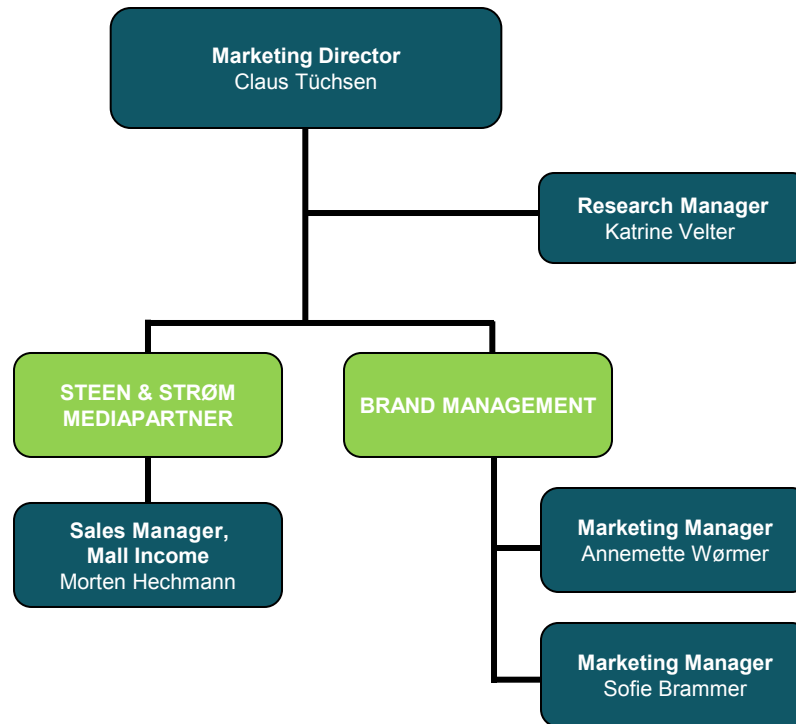 Marketing Director
Claus Tüchsen
Research Manager
Katrine Velter
STEEN & STRØM
MEDIAPARTNER
BRAND MANAGEMENT
Sales Manager,
Mall Income
Morten Hechmann
Marketing Manager
Annemette Wørmer
Marketing Manager
Sofie Brammer